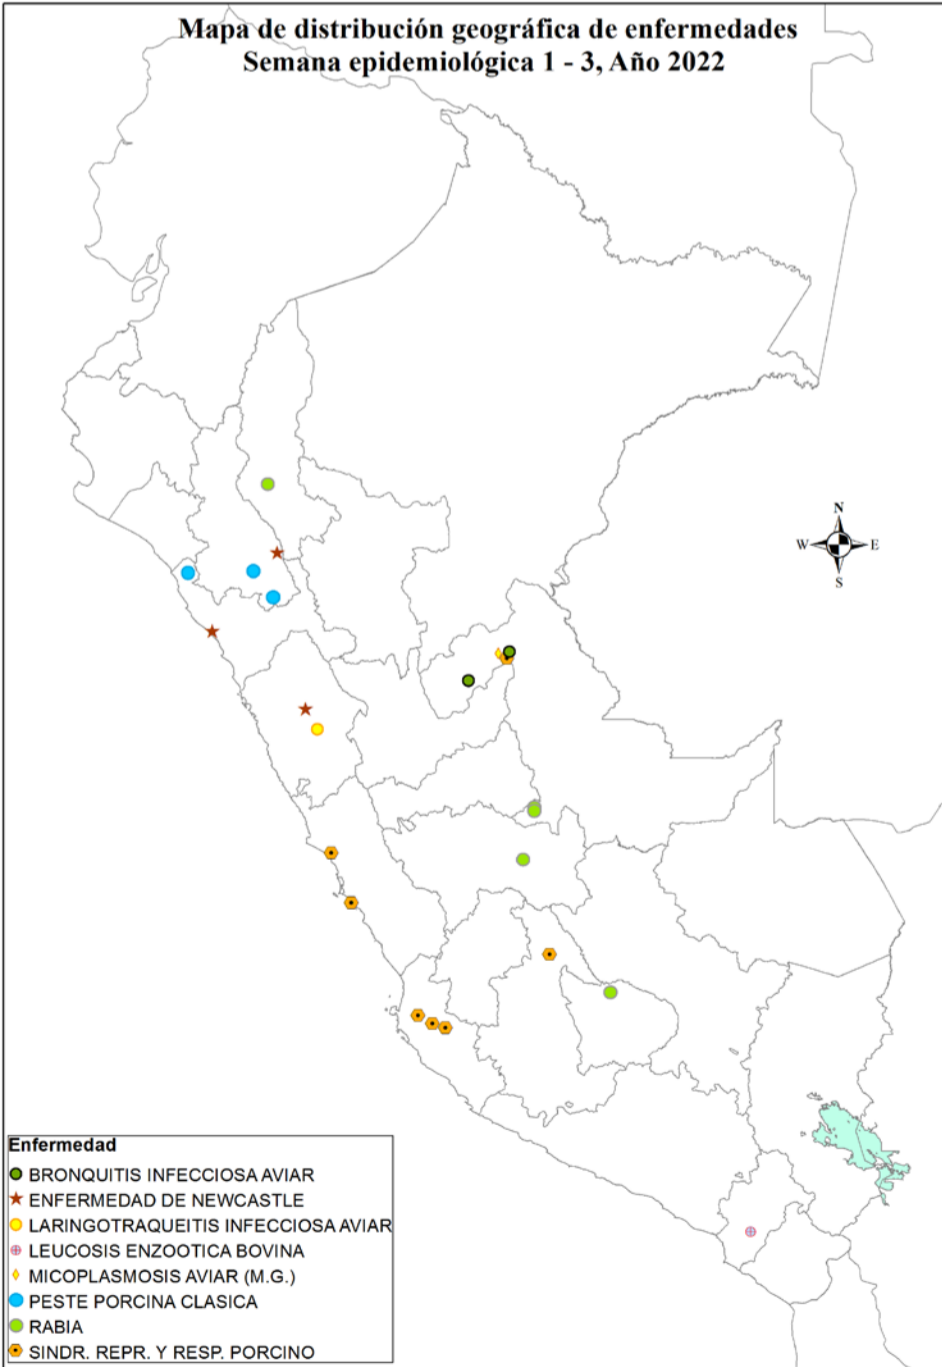 Mapa de distribución geográfica de enfermedades
Semana epidemiológica 1 - 3, Año 2022
N
W E
S
Enfermedad
BRONQUITIS INFECCIOSA AVIAR
ENFERMEDAD DE NEWCASTLE
LARINGOTRAQUEITIS INFECCIOSA AVIAR
LEUCOSIS ENZOOTICA BOVINA
MICOPLASMOSIS AVIAR (M.G.)
PESTE PORCINA CLASICA
RABIA
SINDR. REPR. Y RESP. PORCINO